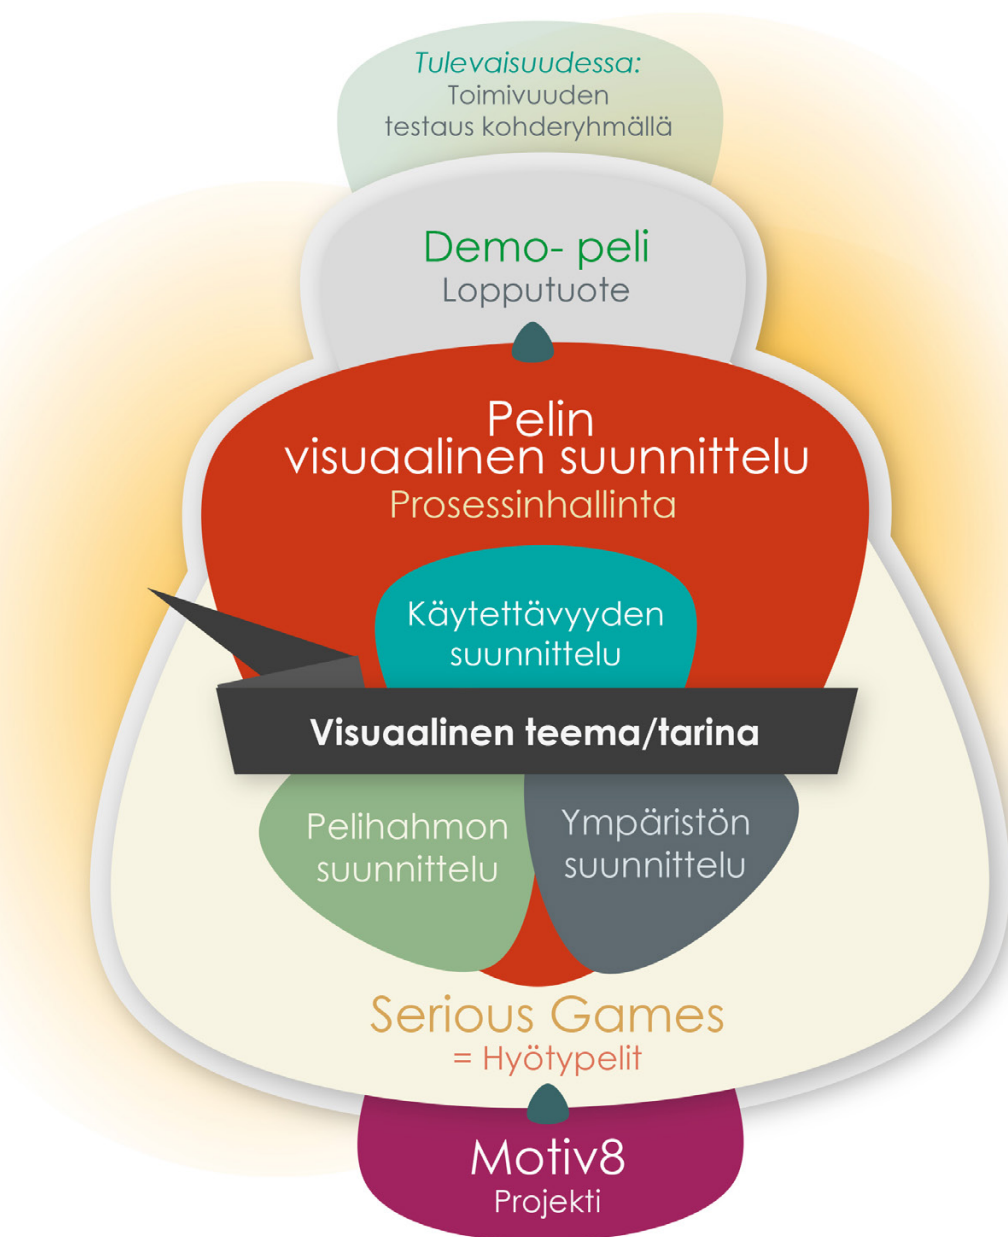 Tulevaisuudessa:
Toimivuuden
testaus kohderyhmällä
Demo- peli
Lopputuote
Pelin
visuaalinen suunnittelu
Prosessinhallinta
Käytettävyyden
suunnittelu
Visuaalinen teema/tarina
Pelihahmon
suunnittelu
Ympäristön
suunnittelu
Serious Games
= Hyötypelit
Motiv8
Projekti